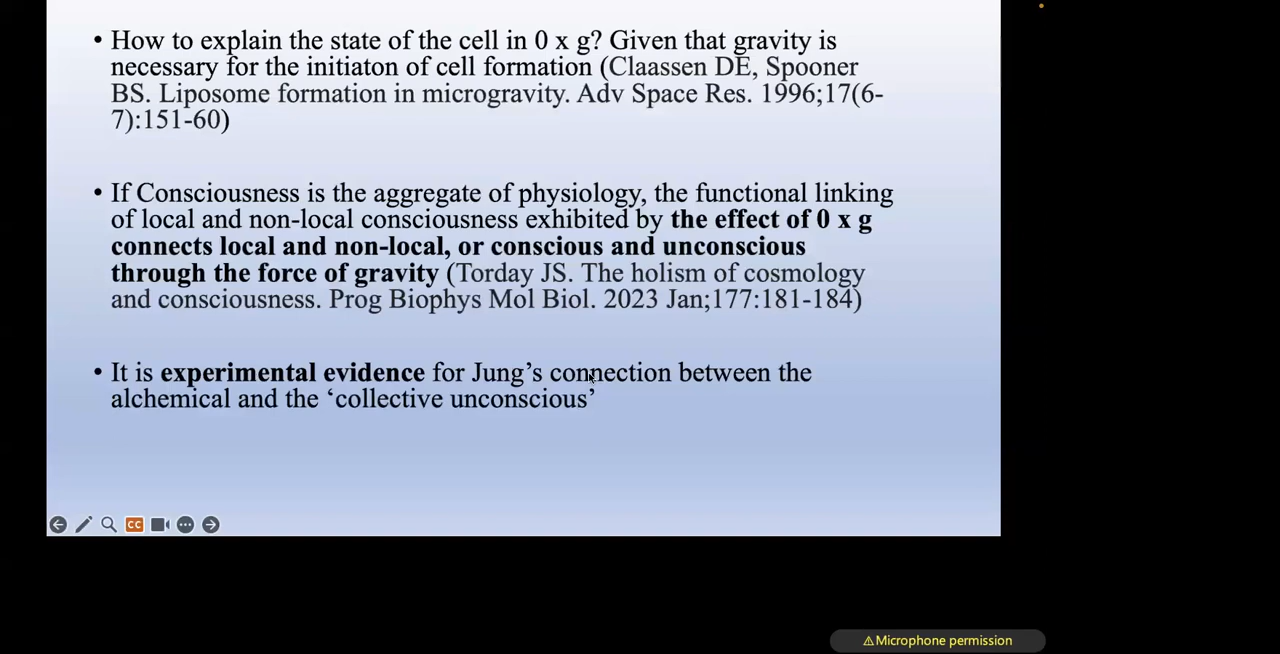 • How to explain the state of the cell in 0 x g? Given that gravity is
necessary for the initiaton of cell formation (Claassen DE, Spooner
BS. Liposome formation in microgravity. Adv Space Res. 1996;17(6-
7):151-60)
• If Consciousness is the aggregate of physiology, the functional linking
of local and non-local consciousness exhibited by the effect of 0 x g
connects local and non-local, or conscious and unconscious
through the force of gravity (Torday JS. The holism of cosmology
and consciousness. Prog Biophys Mol Biol. 2023 Jan;177:181-184)
• It is experimental evidence for Jung’s connection between the
alchemical and the ‘collective unconscious’
CC
⚠Microphone permission